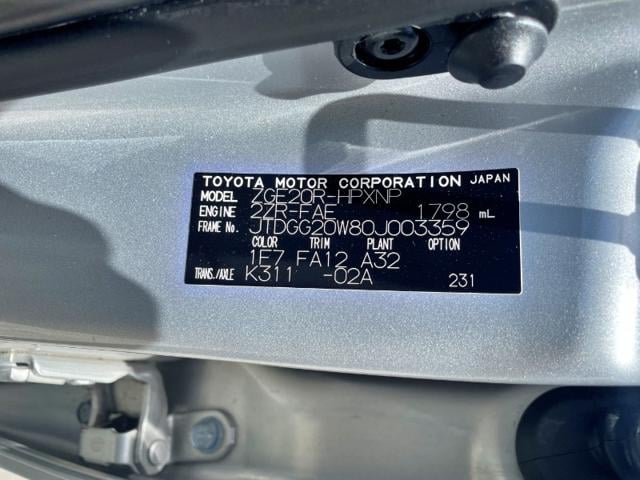 TOYOTA MOTOR CORPORATION JAPAN
MODEL ZGE20R-HPXNP
ENGINE 2ZR-FAE 1798 mL
FRAME No. JTDGG20W80J003359
COLOR TRIM PLANT OPTION
1F7 FA12 A32
TRANS./AXLE K311 -02A 231